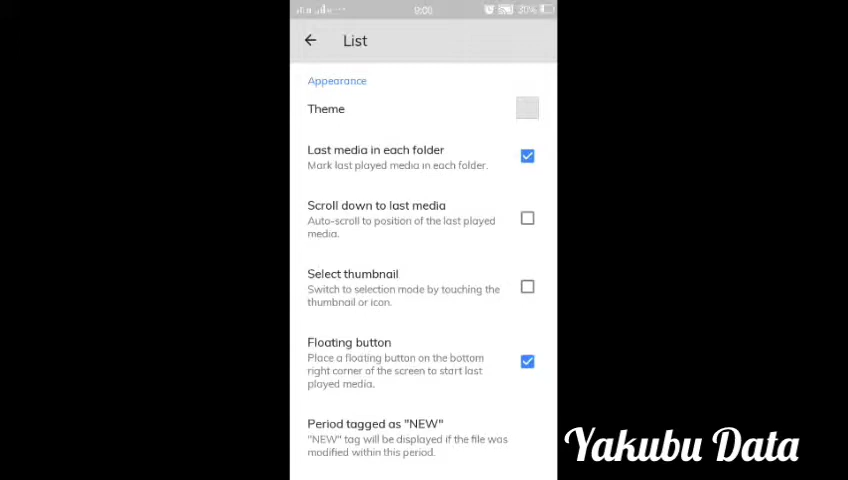 9:00
30%
List
Appearance
Theme
Last media in each folder
Mark last played media in each folder.
Scroll down to last media
Auto-scroll to position of the last played
media.
Select thumbnail
Switch to selection mode by touching the
thumbnail or icon.
Floating button
Place a floating button on the bottom
right corner of the screen to start last
played media.
Period tagged as "NEW"
"NEW" tag will be displayed if the file was
modified within this period.
Yakubu Data